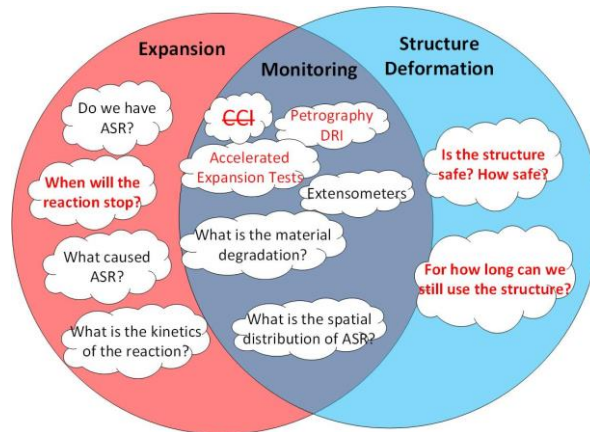 Expansion
Do we have
ASR?
When will the
reaction stop?
What caused
ASR?
What is the kinetics
of the reaction?
Monitoring
CCI
Petrography
DRI
Accelerated
Expansion Tests
Extensometers
What is the material
degradation?
What is the spatial
distribution of ASR?
Structure
Deformation
Is the structure
safe? How safe?
For how long can we
still use the structure?